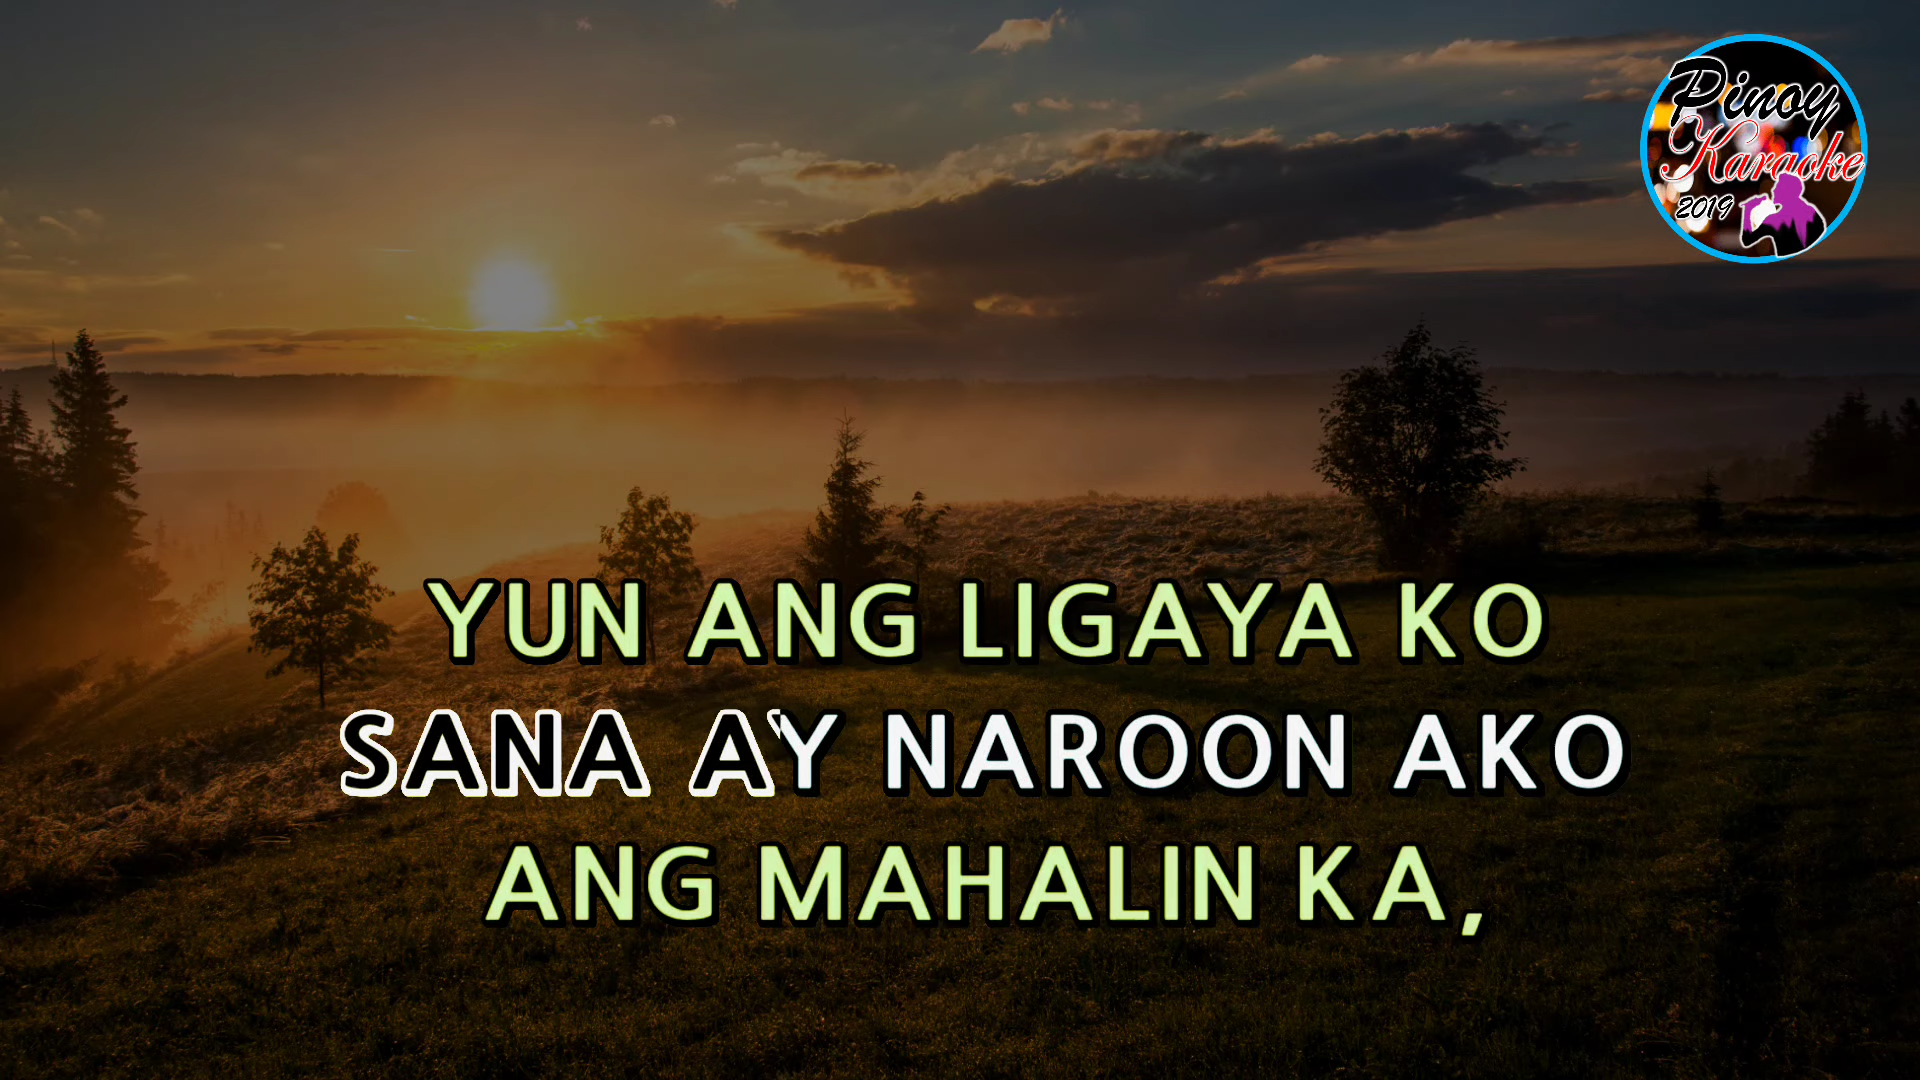 Pinoy
Karaoke
2019
YUN ANG LIGAYA KO
SANA AY NAROON AKO
ANG MAHALIN KA,